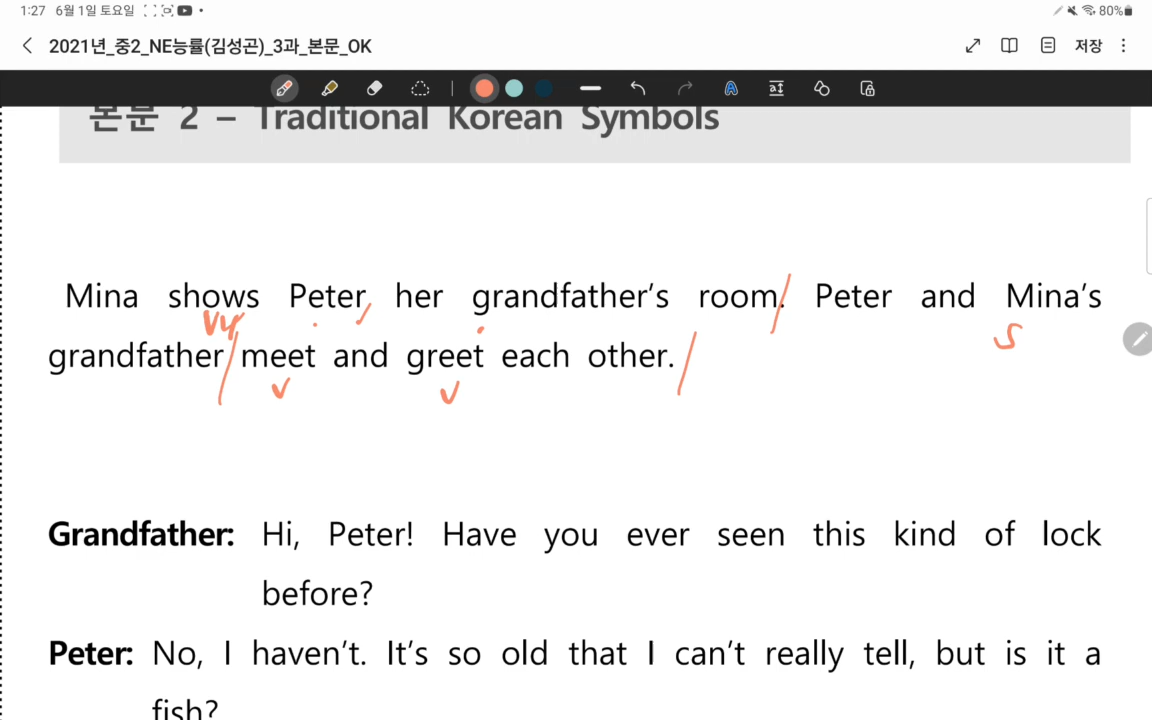 1:27 6월 1일 토요일 80%
2021년_중2_NE능률(김성곤)_3과_본문_OK 저장
본문 2 – Traditional Korean Symbols
Mina shows Peter, her grandfather's room. Peter and Mina's
v4 s
grandfather meet and greet each other.
v v
Grandfather: Hi, Peter! Have you ever seen this kind of lock
before?
Peter: No, I haven't. It's so old that I can't really tell, but is it a
fish?